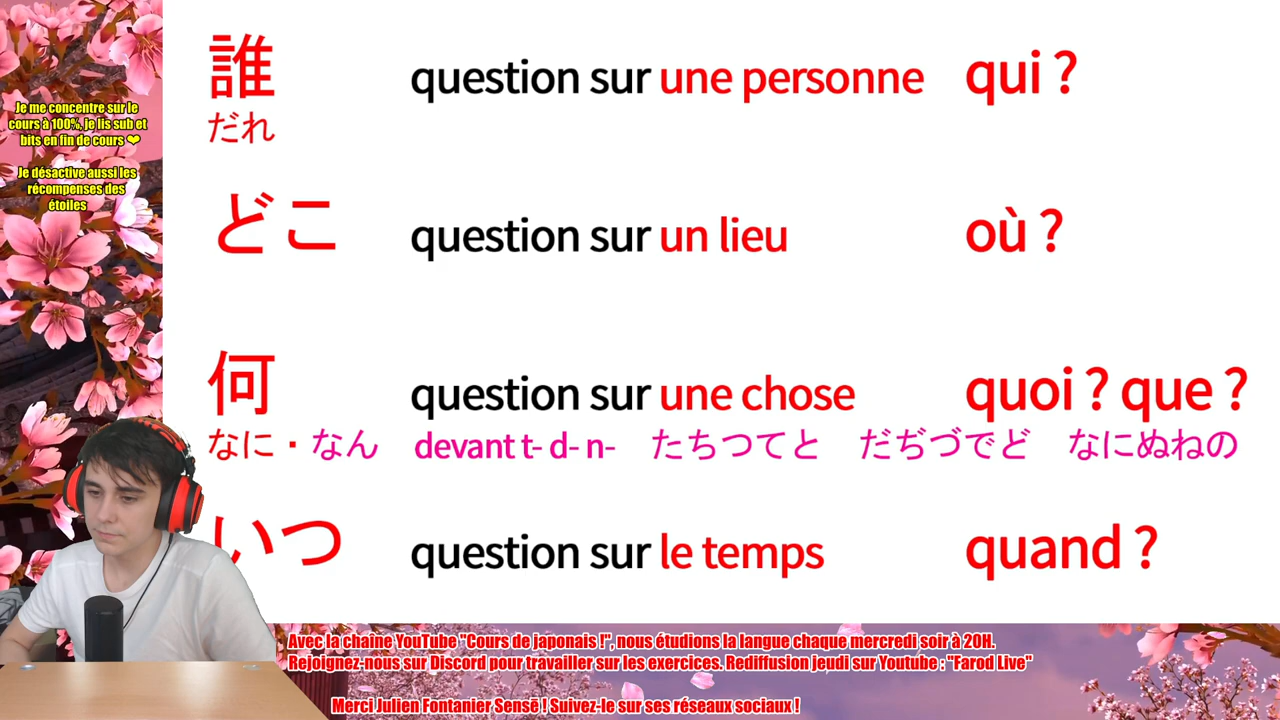 Je me concentre sur le
cours à 100%, je lis sub et
bits en fin de cours ❤
Je désactive aussi les
récompenses des
étoiles
誰 question sur une personne qui ?
だれ
どこ question sur un lieu où ?
何 question sur une chose quoi ? que ?
なに・なん devant t- d- n- たちつてと だぢづでど なにぬねの
いつ question sur le temps quand ?
Avec la chaîne YouTube "Cours de japonais !", nous étudions la langue chaque mercredi soir à 20H.
Rejoignez-nous sur Discord pour travailler sur les exercices. Rediffusion jeudi sur Youtube : "Farod Live"
Merci Julien Fontanier Sensē ! Suivez-le sur ses réseaux sociaux !